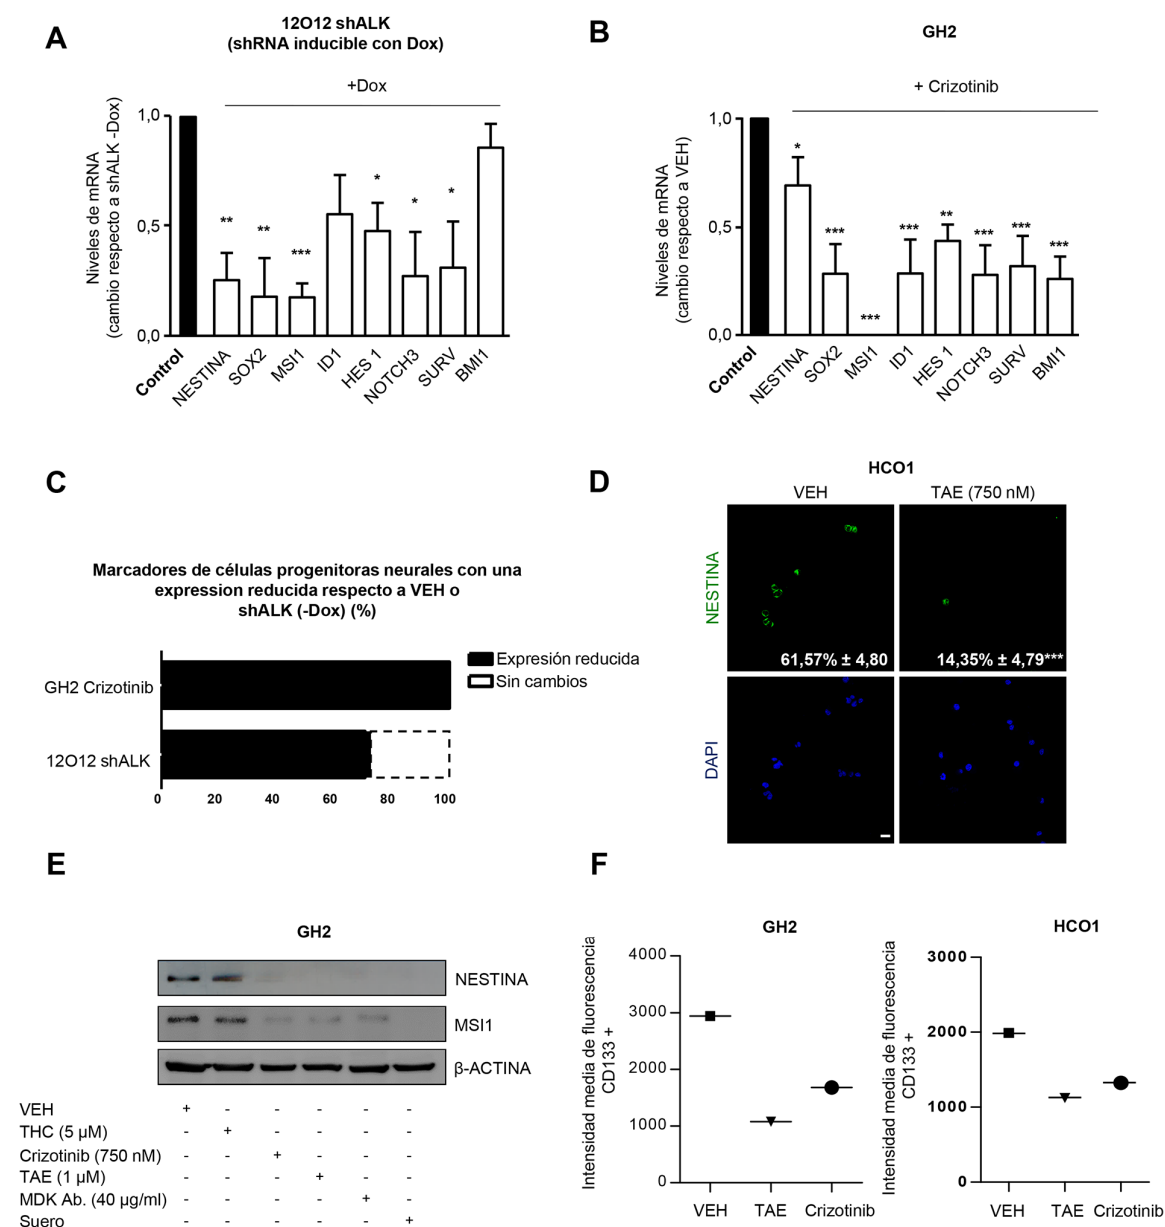 A
12O12 shALK
(shRNA inducible con Dox)
+Dox
Niveles de mRNA
(cambio respecto a shALK -Dox)
1,0
0,5
0,0
**
**
***
*
*
*
Control
NESTINA
SOX2
MSI1
ID1
HES 1
NOTCH3
SURV
BMI1
B
GH2
+ Crizotinib
Niveles de mRNA
(cambio respecto a VEH)
1,0
0,5
0,0
*
***
***
***
**
***
***
***
Control
NESTINA
SOX2
MSI1
ID1
HES 1
NOTCH3
SURV
BMI1
C
Marcadores de células progenitoras neurales con una
expression reducida respecto a VEH o
shALK (-Dox) (%)
Expresión reducida
Sin cambios
GH2 Crizotinib
12O12 shALK
0 20 40 60 80 100
D
HCO1
VEH TAE (750 nM)
NESTINA
61,57% ± 4,80 14,35% ± 4,79***
DAPI
E
GH2
NESTINA
MSI1
β-ACTINA
VEH + - - - - -
THC (5 µM) - + - - - -
Crizotinib (750 nM) - - + - - -
TAE (1 µM) - - - + - -
MDK Ab. (40 µg/ml) - - - - + -
Suero - - - - - +
F
GH2
Intensidad media de fluorescencia
CD133 +
4000
3000
2000
1000
0
VEH TAE Crizotinib
HCO1
Intensidad media de fluorescencia
CD133 +
3000
2000
1000
0
VEH TAE Crizotinib